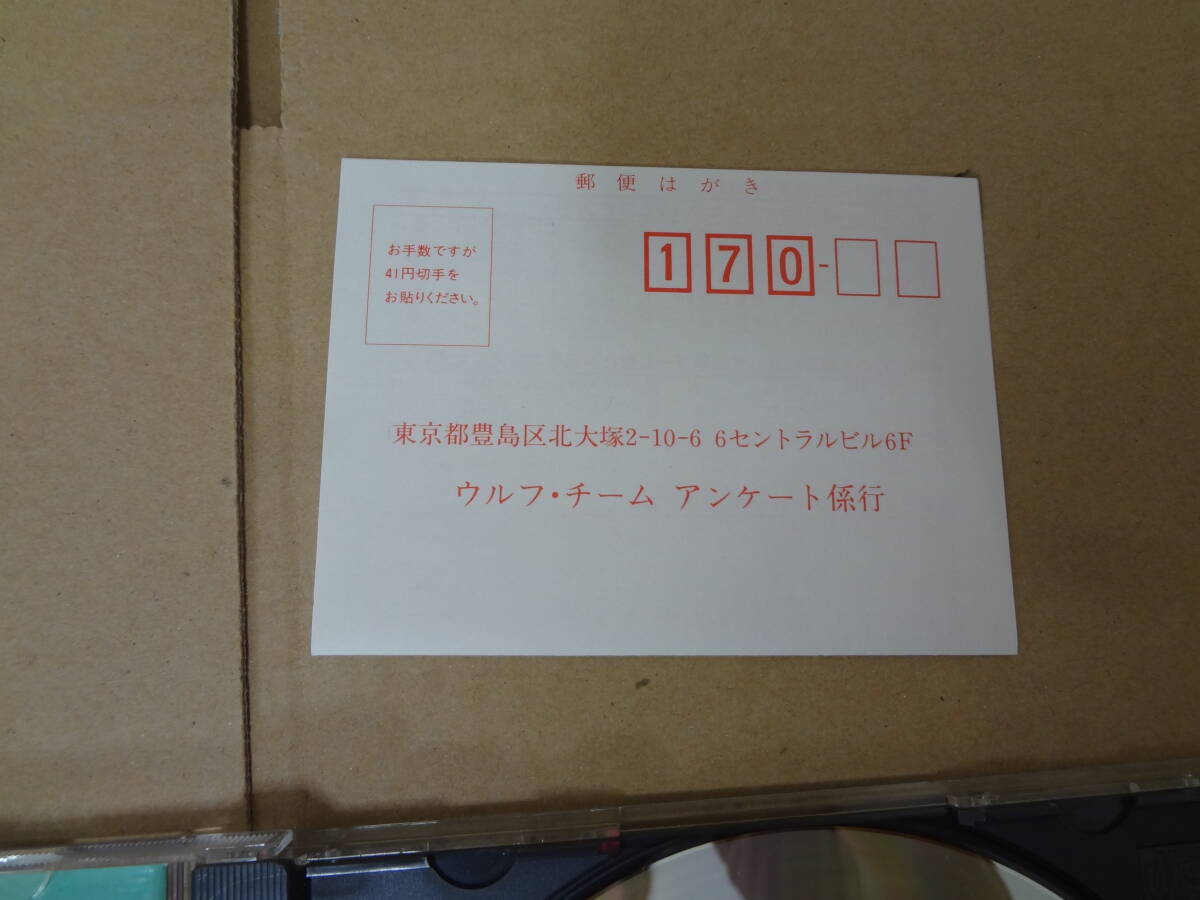 郵便はがき
お手数ですが
41円切手を
お貼りください。
170-
東京都豊島区北大塚2-10-6 6セントラルビル6F
ウルフ・チーム アンケート係行